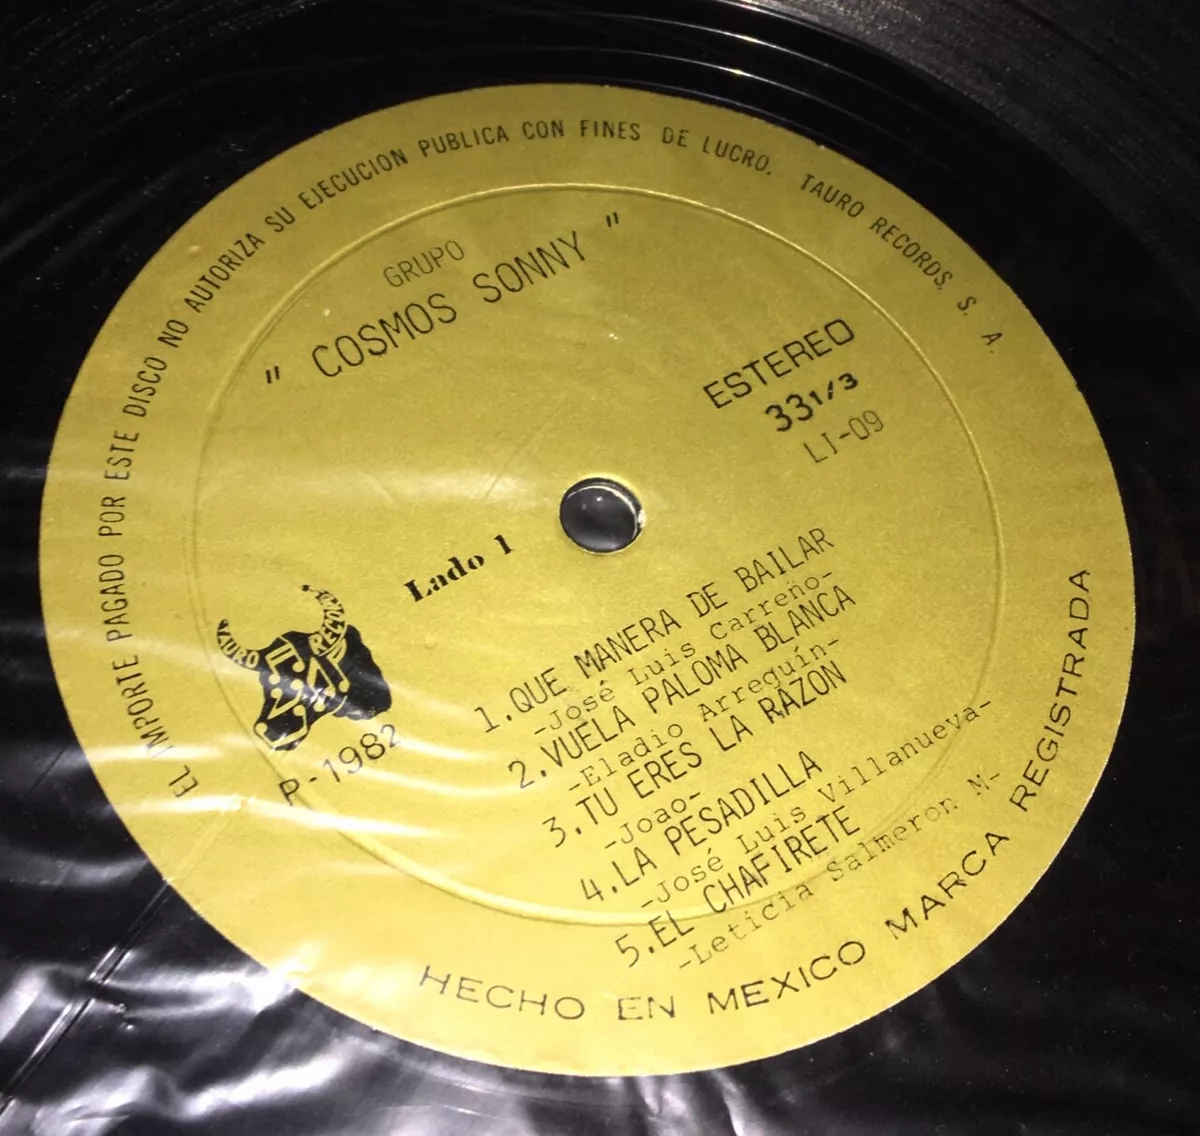 EL IMPORTE PAGADO POR ESTE DISCO NO AUTORIZA SU EJECUCION PUBLICA CON FINES DE LUCRO. TAURO RECORDS, S. A.
GRUPO
" COSMOS SONNY "
ESTEREO
33 1/3
LT-09
Lado 1
TAURO RECORDS
P-1982
1.QUE MANERA DE BAILAR
-José Luis Carreño-
2.VUELA PALOMA BLANCA
-Eladio Arreguín-
3.TU ERES LA RAZON
-Joao-
4.LA PESADILLA
-José Luis Villanueva-
5.EL CHAFIRETE
-Leticia Salmeron M-
HECHO EN MEXICO MARCA REGISTRADA